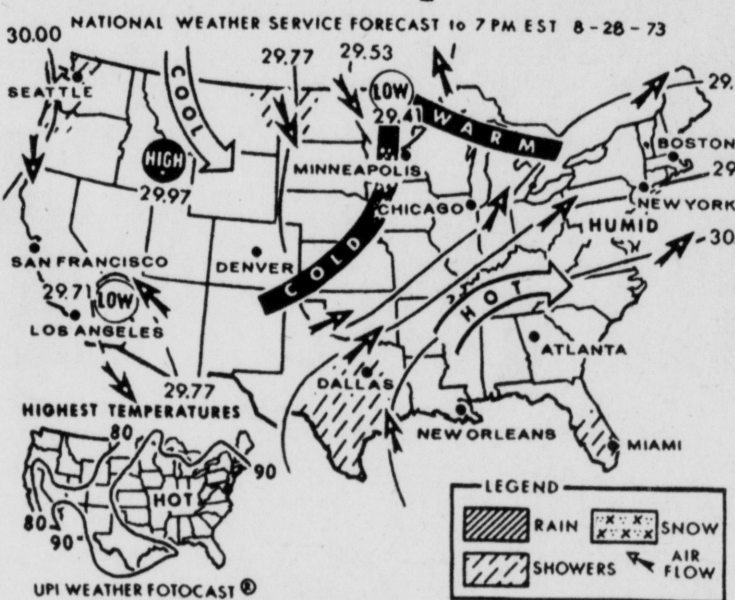 NATIONAL WEATHER SERVICE FORECAST to 7 PM EST 8-28-73
30.00
29.77
29.53
LOW
29.41
29.
SEATTLE
COOL
WARM
HIGH
29.97
MINNEAPOLIS
BOSTON
29
CHICAGO
NEW YORK
HUMID
30
SAN FRANCISCO
DENVER
COLD
29.71
LOW
HOT
LOS ANGELES
ATLANTA
29.77
DALLAS
NEW ORLEANS
MIAMI
HIGHEST TEMPERATURES
80
90
HOT
80
90
UPI WEATHER FOTOCAST ®
LEGEND
RAIN
SNOW
SHOWERS
AIR
FLOW